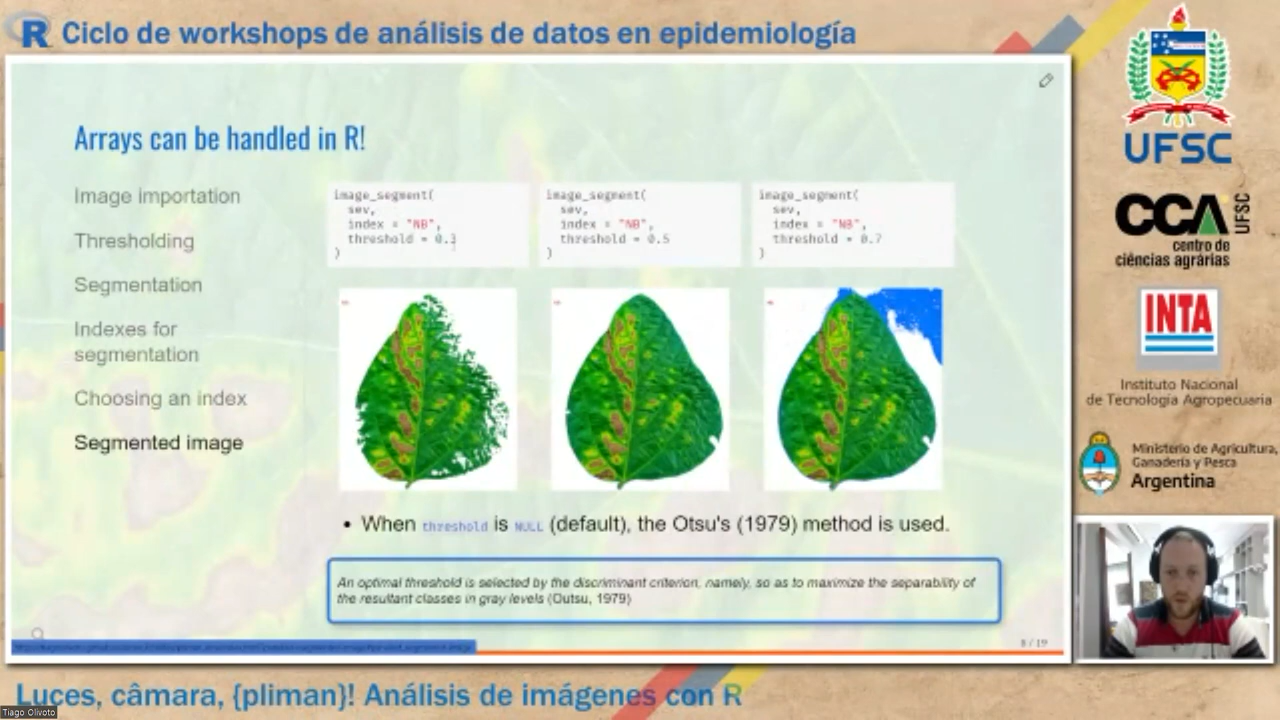 R Ciclo de workshops de análisis de datos en epidemiología
Arrays can be handled in R!
Image importation
Thresholding
Segmentation
Indexes for
segmentation
Choosing an index
Segmented image
image_segment(
sev,
index = "NB",
threshold = 0.3
)
image_segment(
sev,
index = "NB",
threshold = 0.5
)
image_segment(
sev,
index = "NB",
threshold = 0.7
)
• When threshold is NULL (default), the Otsu's (1979) method is used.
An optimal threshold is selected by the discriminant criterion, namely, so as to maximize the separability of
the resultant classes in gray levels (Outsu, 1979)
8 / 19
UFSC
CCA UFSC
centro de
ciências agrárias
INTA
Instituto Nacional
de Tecnología Agropecuaria
Ministerio de Agricultura,
Ganadería y Pesca
Argentina
Luces, câmara, {pliman}! Análisis de imágenes con R
Tiago Olivoto